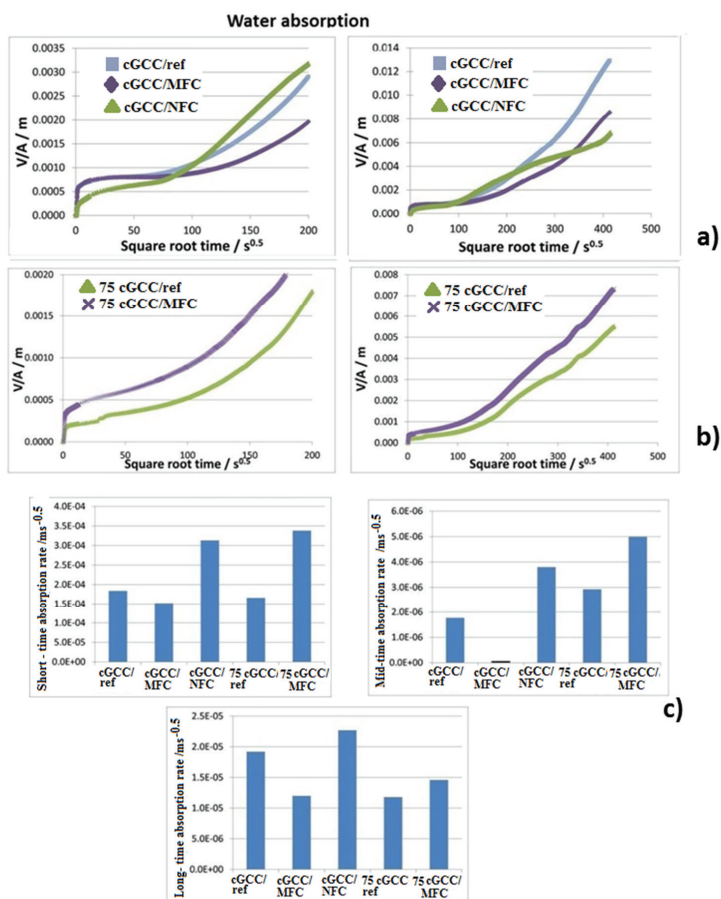 Water absorption
0.0035
0.0030
0.0025
0.0020
0.0015
0.0010
0.0005
0.0000
V/A / m
cGCC/ref
cGCC/MFC
cGCC/NFC
0 50 100 150 200
Square root time / s0.5
0.014
0.012
0.010
0.008
0.006
0.004
0.002
0.000
V/A / m
cGCC/ref
cGCC/MFC
cGCC/NFC
0 100 200 300 400 500
Square root time / s0.5
a)
0.0020
0.0015
0.0010
0.0005
0.0000
V/A / m
75 cGCC/ref
75 cGCC/MFC
0 50 100 150 200
Square root time / s0.5
0.008
0.007
0.006
0.005
0.004
0.003
0.002
0.001
0.000
V/A / m
75 cGCC/ref
75 cGCC/MFC
0 100 200 300 400 500
Square root time / s0.5
b)
Short - time absorption rate /ms-0.5
4.0E-04
3.5E-04
3.0E-04
2.5E-04
2.0E-04
1.5E-04
1.0E-04
5.0E-05
0.0E+00
cGCC/ cGCC/ cGCC/ 75 cGCC/ 75 cGCC/
ref MFC NFC ref MFC
Mid-time absorption rate /ms-0.5
6.0E-06
5.0E-06
4.0E-06
3.0E-06
2.0E-06
1.0E-06
0.0E+00
cGCC/ cGCC/ cGCC/ 75 cGCC/ 75 cGCC/
ref MFC NFC ref MFC
c)
Long- time absorption rate /ms-0.5
2.5E-05
2.0E-05
1.5E-05
1.0E-05
5.0E-06
0.0E+00
cGCC/ cGCC/ cGCC/ 75 cGCC 75 cGCC/
ref MFC NFC ref MFC